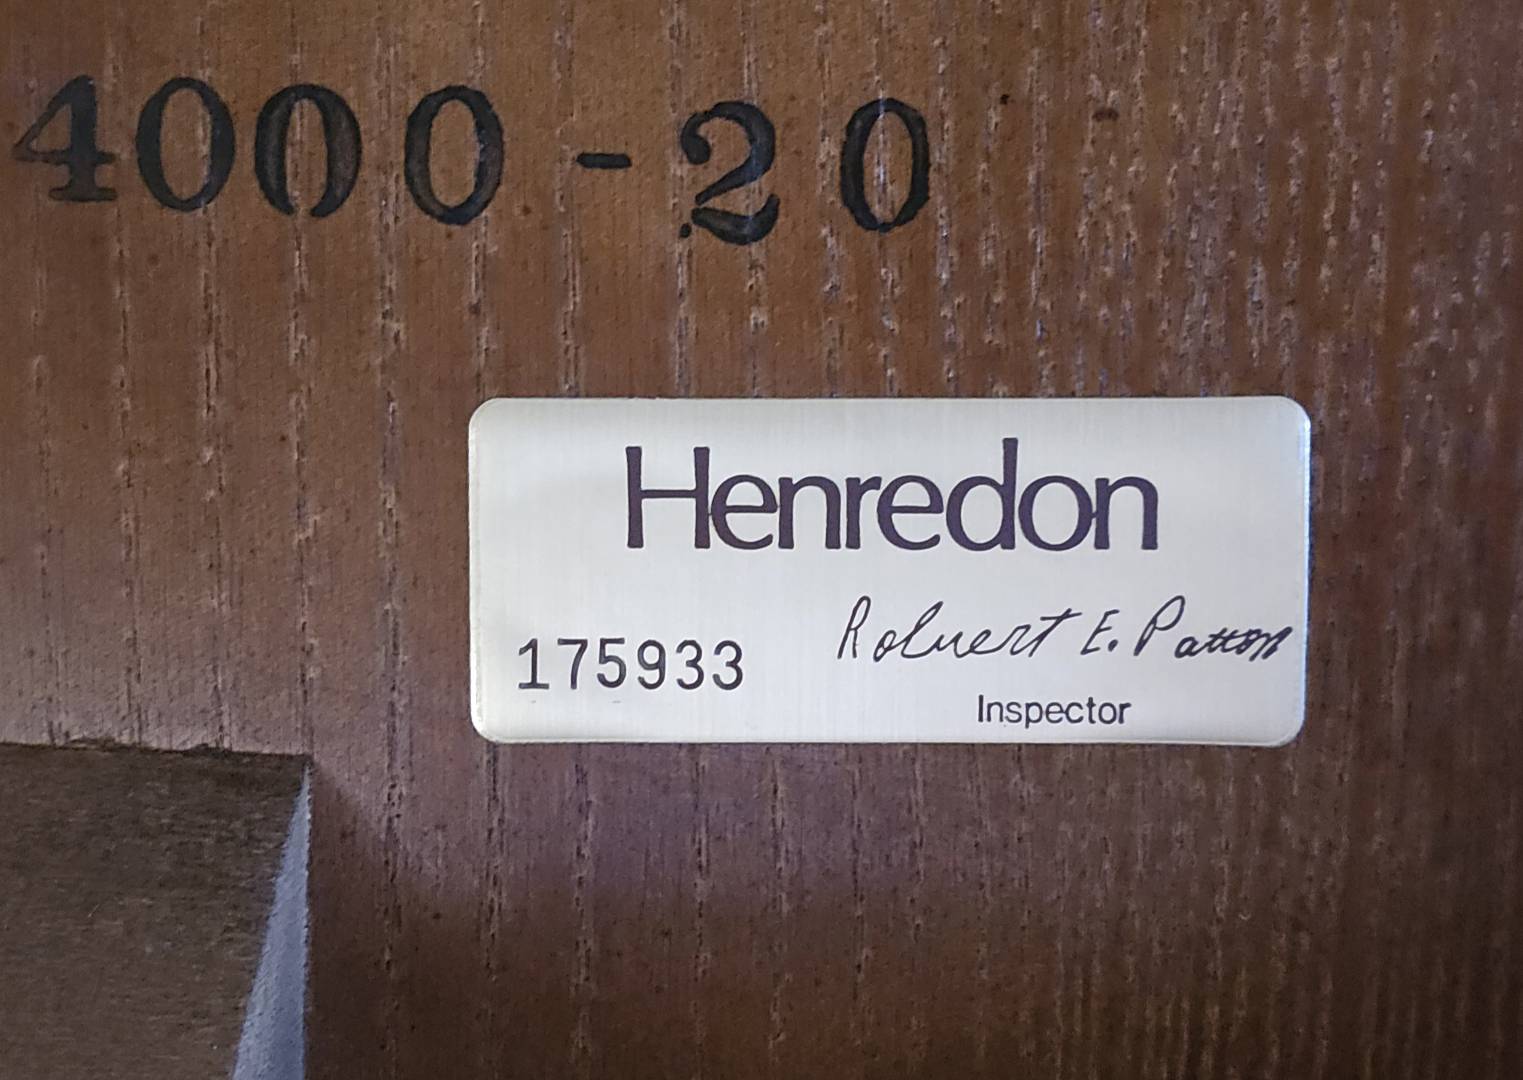 4000-20
Henredon
175933 Robert E. Patton
Inspector